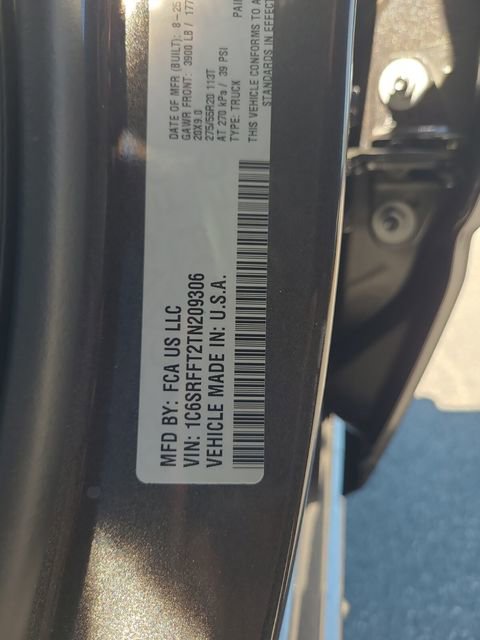 MFD BY: FCA US LLC
VIN: 1C6SRFFT2TN209306
VEHICLE MADE IN: U.S.A.
DATE OF MFR (BUILT): 8-25
GAWR FRONT: 3900 LB / 177
20X9.0
275/55R20 113T
AT 270 kPa / 39 PSI
TYPE: TRUCK
THIS VEHICLE CONFORMS TO A
STANDARDS IN EFFECT